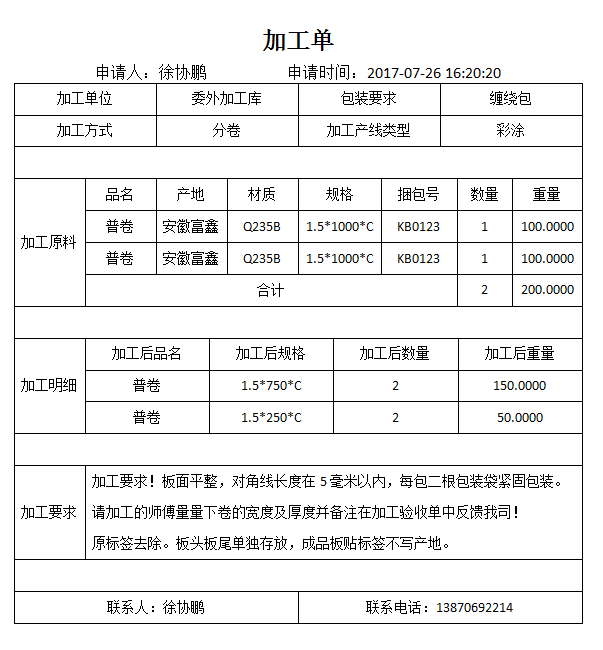 加工单
申请人：徐协鹏 申请时间：2017-07-26 16:20:20
加工单位 委外加工库 包装要求 缠绕包
加工方式 分卷 加工产线类型 彩涂
加工原料
品名 产地 材质 规格 捆包号 数量 重量
普卷 安徽富鑫 Q235B 1.5*1000*C KB0123 1 100.0000
普卷 安徽富鑫 Q235B 1.5*1000*C KB0123 1 100.0000
合计 2 200.0000
加工明细
加工后品名 加工后规格 加工后数量 加工后重量
普卷 1.5*750*C 2 150.0000
普卷 1.5*250*C 2 50.0000
加工要求
加工要求！板面平整，对角线长度在 5 毫米以内，每包二根包装袋紧固包装。
请加工的师傅量量下卷的宽度及厚度并备注在加工验收单中反馈我司！
原标签去除。板头板尾单独存放，成品板贴标签不写产地。
联系人：徐协鹏 联系电话：13870692214